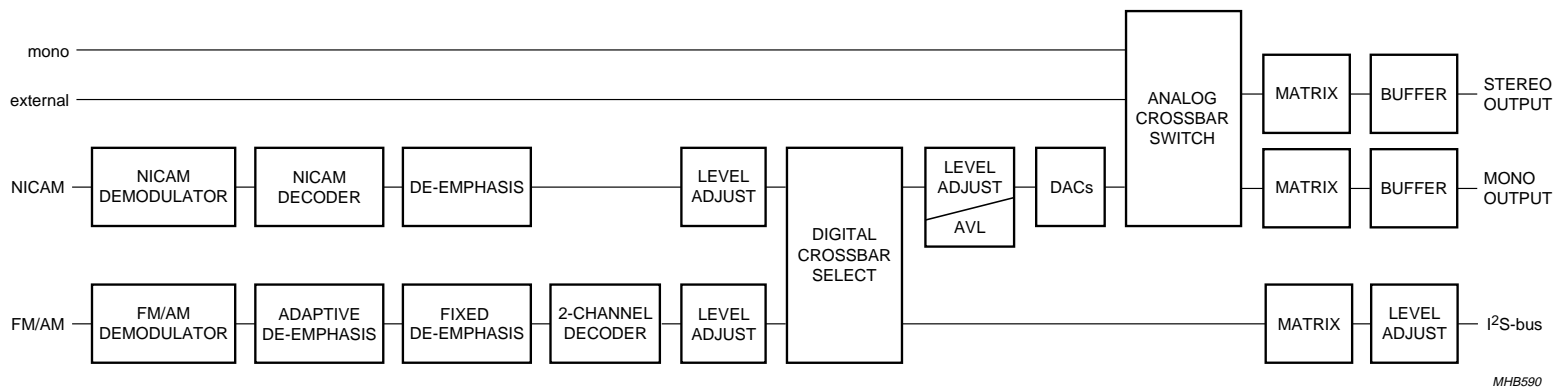 mono
external
ANALOG
CROSSBAR
SWITCH
MATRIX
BUFFER
STEREO
OUTPUT
NICAM
NICAM
DEMODULATOR
NICAM
DECODER
DE-EMPHASIS
LEVEL
ADJUST
DIGITAL
CROSSBAR
SELECT
LEVEL
ADJUST
AVL
DACs
MATRIX
BUFFER
MONO
OUTPUT
FM/AM
FM/AM
DEMODULATOR
ADAPTIVE
DE-EMPHASIS
FIXED
DE-EMPHASIS
2-CHANNEL
DECODER
LEVEL
ADJUST
MATRIX
LEVEL
ADJUST
I²S-bus
MHB590